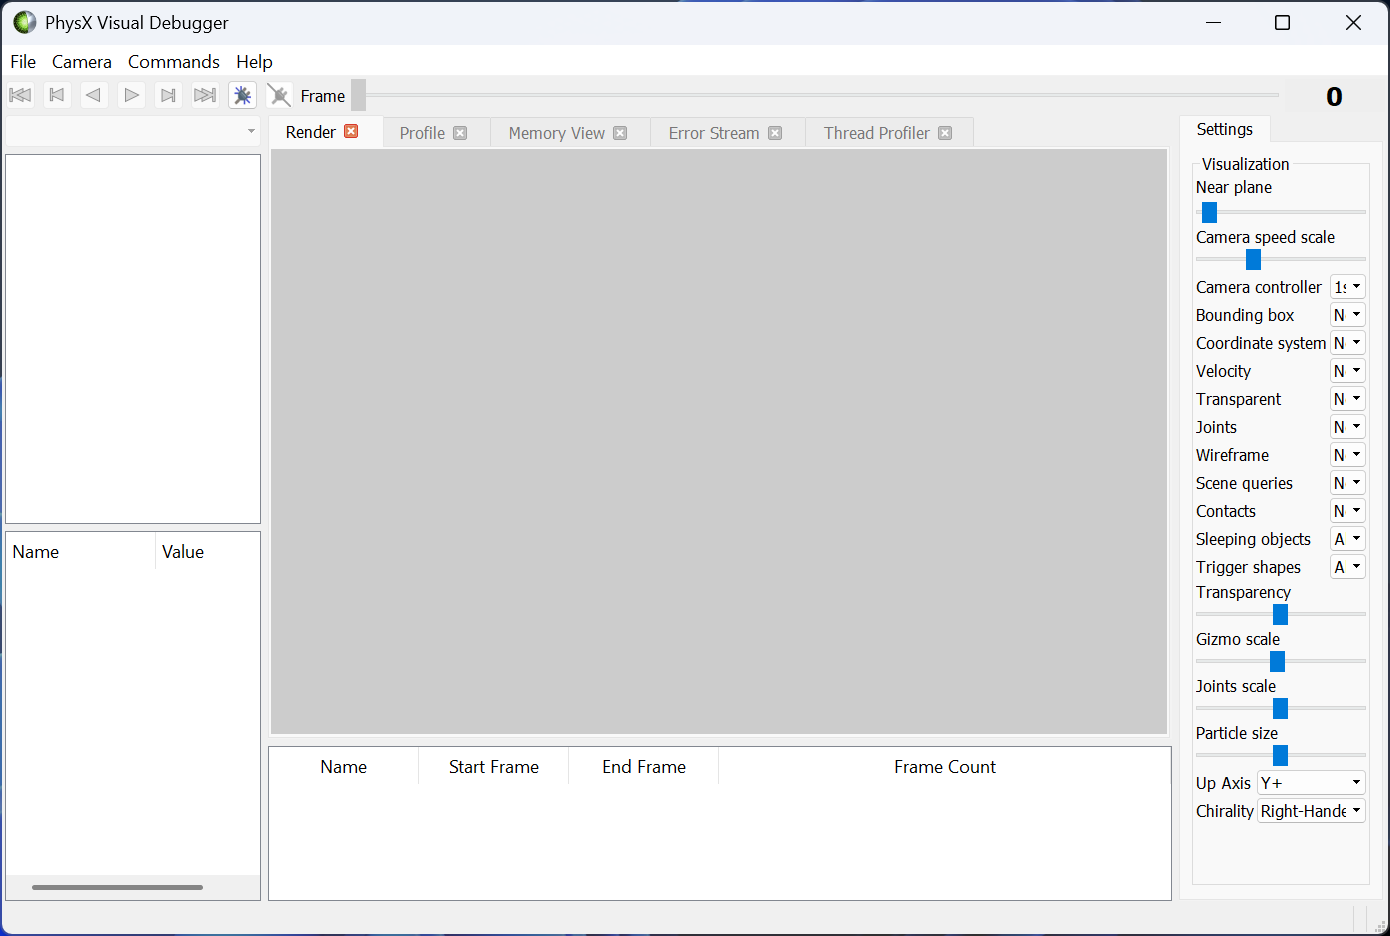 PhysX Visual Debugger
File Camera Commands Help
Frame 0
Render Profile Memory View Error Stream Thread Profiler
Settings
Visualization
Near plane
Camera speed scale
Camera controller 1s
Bounding box N
Coordinate system N
Velocity N
Transparent N
Joints N
Wireframe N
Scene queries N
Contacts N
Sleeping objects A
Trigger shapes A
Transparency
Gizmo scale
Joints scale
Particle size
Up Axis Y+
Chirality Right-Hande
Name Value
Name Start Frame End Frame Frame Count